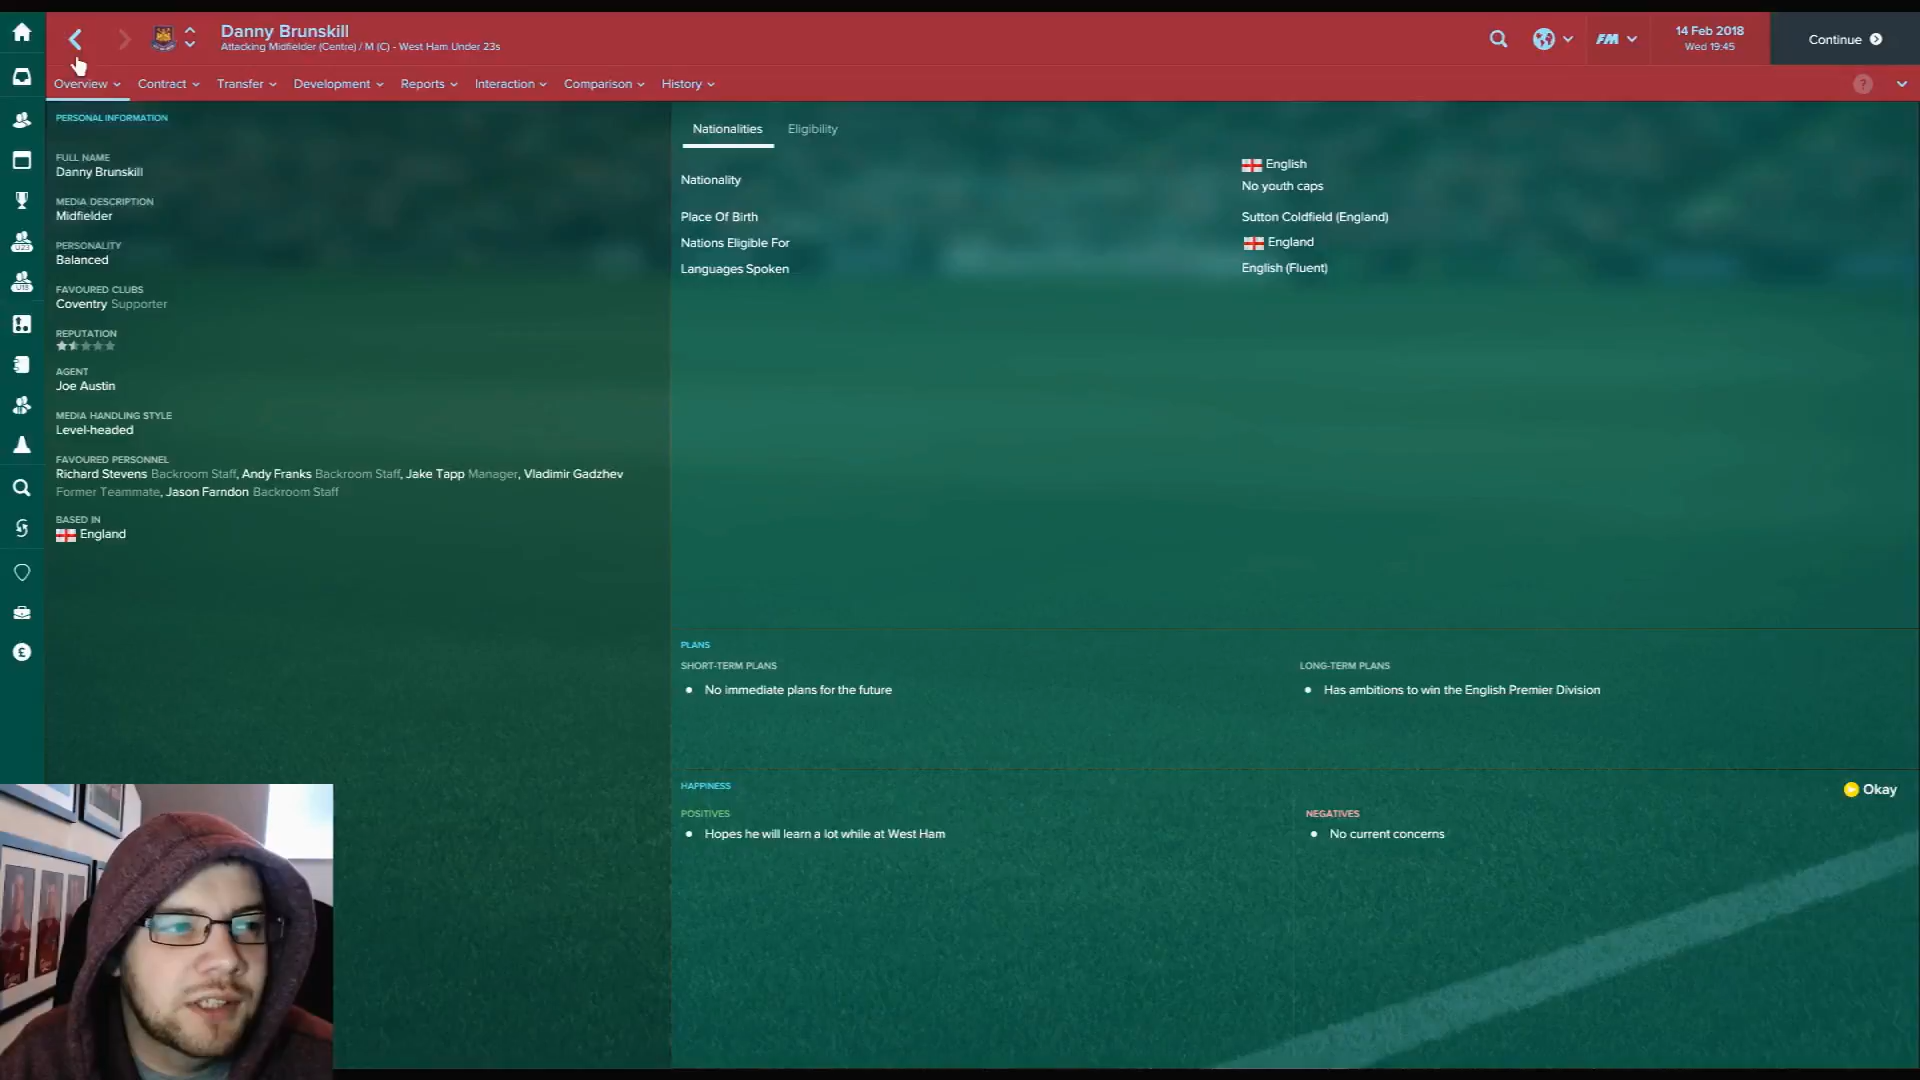 Danny Brunskill
Attacking Midfielder (Centre) / M (C) - West Ham Under 23s
FM
14 Feb 2018
Wed 19:45
Continue
Overview
Contract
Transfer
Development
Reports
Interaction
Comparison
History
?
PERSONAL INFORMATION
FULL NAME
Danny Brunskill
MEDIA DESCRIPTION
Midfielder
PERSONALITY
Balanced
FAVOURED CLUBS
Coventry Supporter
REPUTATION
AGENT
Joe Austin
MEDIA HANDLING STYLE
Level-headed
FAVOURED PERSONNEL
Richard Stevens Backroom Staff, Andy Franks Backroom Staff, Jake Tapp Manager, Vladimir Gadzhev
Former Teammate, Jason Farndon Backroom Staff
BASED IN
England
Nationalities
Eligibility
Nationality
English
No youth caps
Place Of Birth
Sutton Coldfield (England)
Nations Eligible For
England
Languages Spoken
English (Fluent)
PLANS
SHORT-TERM PLANS
No immediate plans for the future
LONG-TERM PLANS
Has ambitions to win the English Premier Division
HAPPINESS
Okay
POSITIVES
Hopes he will learn a lot while at West Ham
NEGATIVES
No current concerns
U23
U18
£